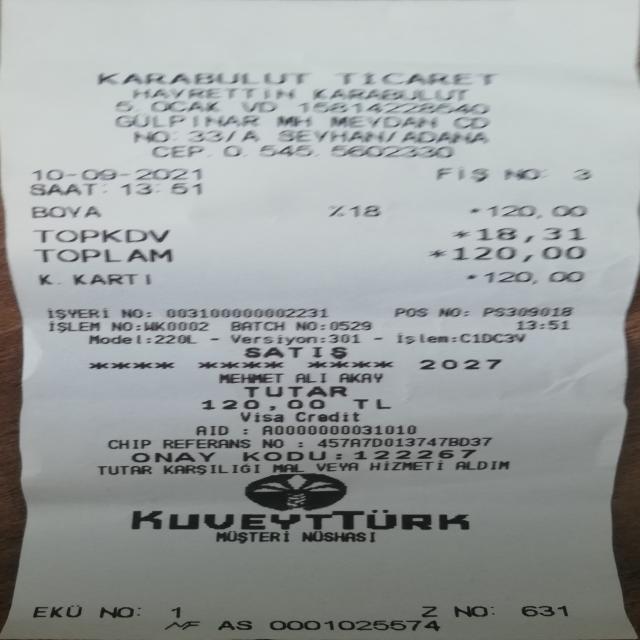 KARABULUT TİCARET
HAYRETTİN KARABULUT
5. OCAK VD 15814228640
GÜLPINAR MH MEYDAN CD
NO: 33/A SEYHAN/ADANA
CEP. 0. 545. 5602330
10-09-2021 FİŞ NO: 3
SAAT: 13:51
BOYA %18 *120,00
TOPKDV *18,31
TOPLAM *120,00
K. KARTI *120,00
İŞYERİ NO: 003100000002231 POS NO: PS309018
İŞLEM NO:WK0002 BATCH NO:0529 13:51
Model:220L - Versiyon:301 - İşlem:C1DC3V
SATIŞ
**** **** **** 2027
MEHMET ALİ AKAY
TUTAR
120,00 TL
Visa Credit
AID : A0000000031010
CHIP REFERANS NO : 457A7D013747BD37
ONAY KODU:122267
TUTAR KARŞILIĞI MAL VEYA HİZMETİ ALDIM
KUVEYTTÜRK
MÜŞTERİ NÜSHASI
EKÜ NO: 1 Z NO: 631
MF AS 0001025574